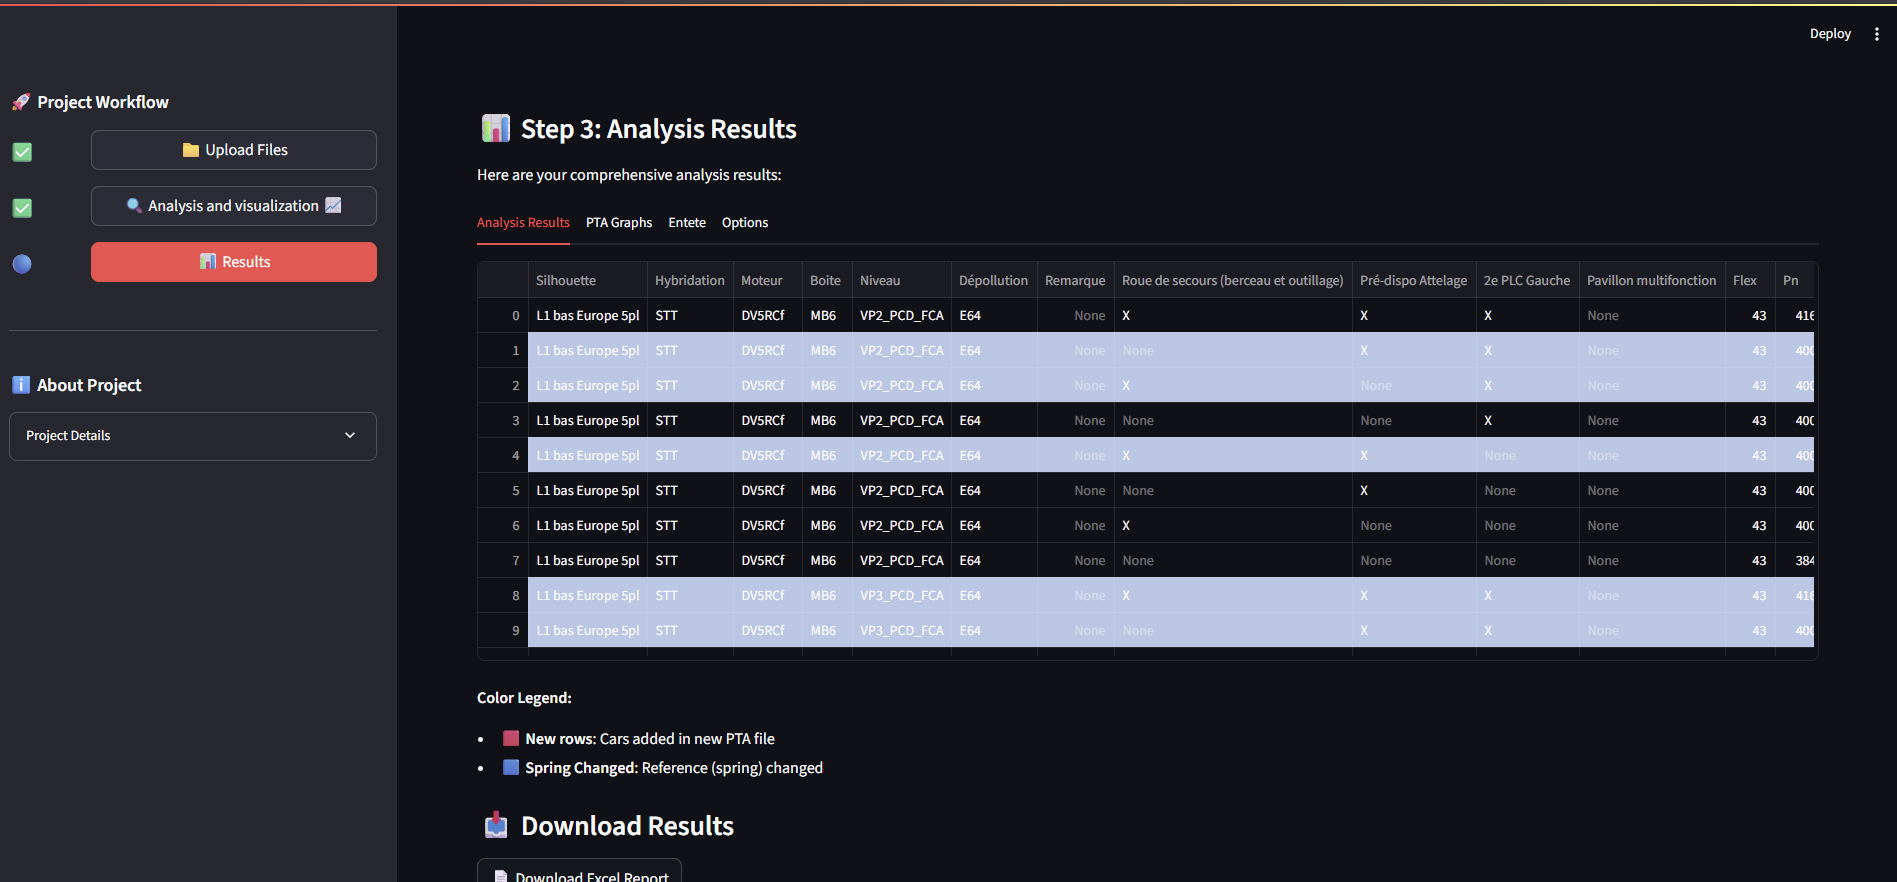 Deploy
🚀 Project Workflow
✅ 📁 Upload Files
✅ 🔍 Analysis and visualization 📈
🔵 📊 Results
ℹ️ About Project
Project Details
📊 Step 3: Analysis Results
Here are your comprehensive analysis results:
Analysis Results PTA Graphs Entete Options
Silhouette Hybridation Moteur Boite Niveau Dépollution Remarque Roue de secours (berceau et outillage) Pré-dispo Attelage 2e PLC Gauche Pavillon multifonction Flex Pn
0 L1 bas Europe 5pl STT DV5RCf MB6 VP2_PCD_FCA E64 None X X X None 43 416
1 L1 bas Europe 5pl STT DV5RCf MB6 VP2_PCD_FCA E64 None None X X None 43 400
2 L1 bas Europe 5pl STT DV5RCf MB6 VP2_PCD_FCA E64 None X None X None 43 400
3 L1 bas Europe 5pl STT DV5RCf MB6 VP2_PCD_FCA E64 None None None X None 43 400
4 L1 bas Europe 5pl STT DV5RCf MB6 VP2_PCD_FCA E64 None X X None None 43 400
5 L1 bas Europe 5pl STT DV5RCf MB6 VP2_PCD_FCA E64 None None X None None 43 400
6 L1 bas Europe 5pl STT DV5RCf MB6 VP2_PCD_FCA E64 None X None None None 43 400
7 L1 bas Europe 5pl STT DV5RCf MB6 VP2_PCD_FCA E64 None None None None None 43 384
8 L1 bas Europe 5pl STT DV5RCf MB6 VP3_PCD_FCA E64 None X X X None 43 416
9 L1 bas Europe 5pl STT DV5RCf MB6 VP3_PCD_FCA E64 None None X X None 43 400
Color Legend:
• 🟥 New rows: Cars added in new PTA file
• 🟦 Spring Changed: Reference (spring) changed
📥 Download Results
📄 Download Excel Report